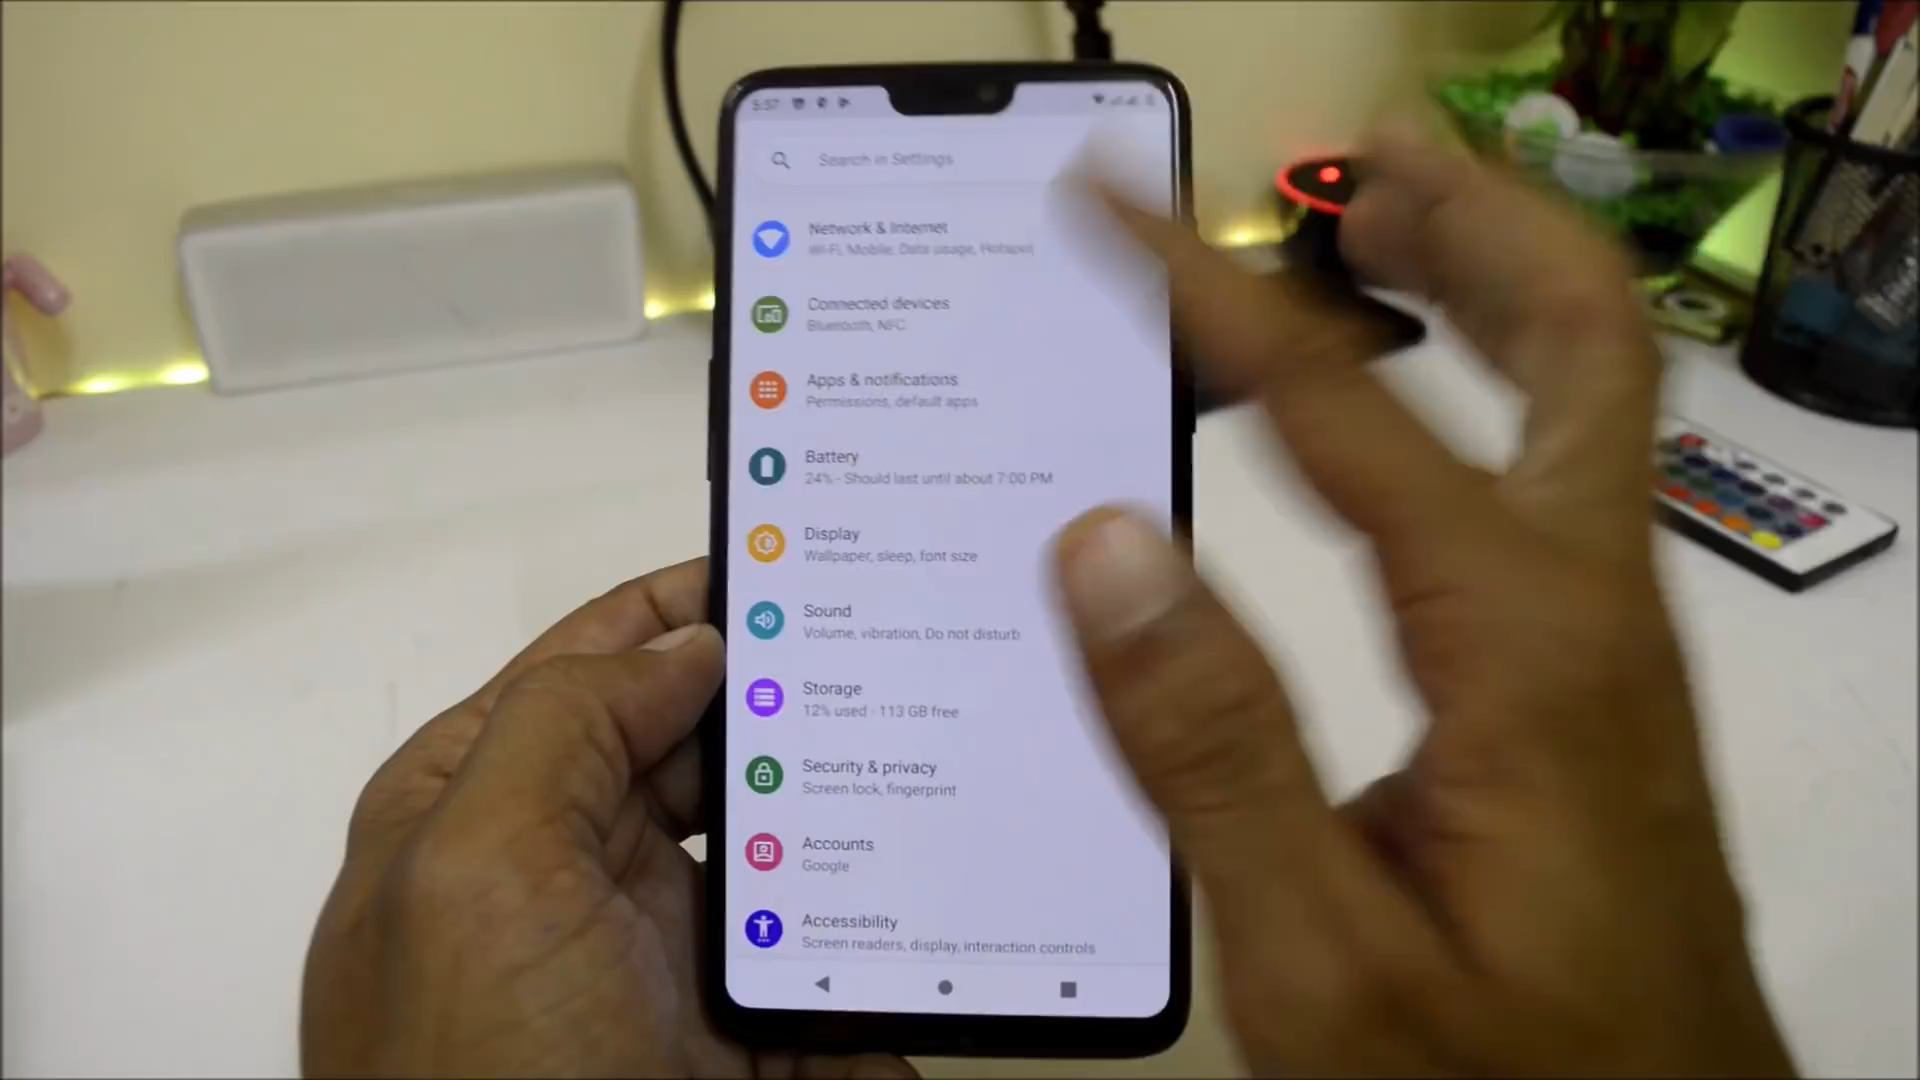 5:57
Search in Settings
Network & Internet
Wi-Fi, Mobile, Data usage, Hotspot
Connected devices
Bluetooth, NFC
Apps & notifications
Permissions, default apps
Battery
24% - Should last until about 7:00 PM
Display
Wallpaper, sleep, font size
Sound
Volume, vibration, Do not disturb
Storage
12% used - 113 GB free
Security & privacy
Screen lock, fingerprint
Accounts
Google
Accessibility
Screen readers, display, interaction controls